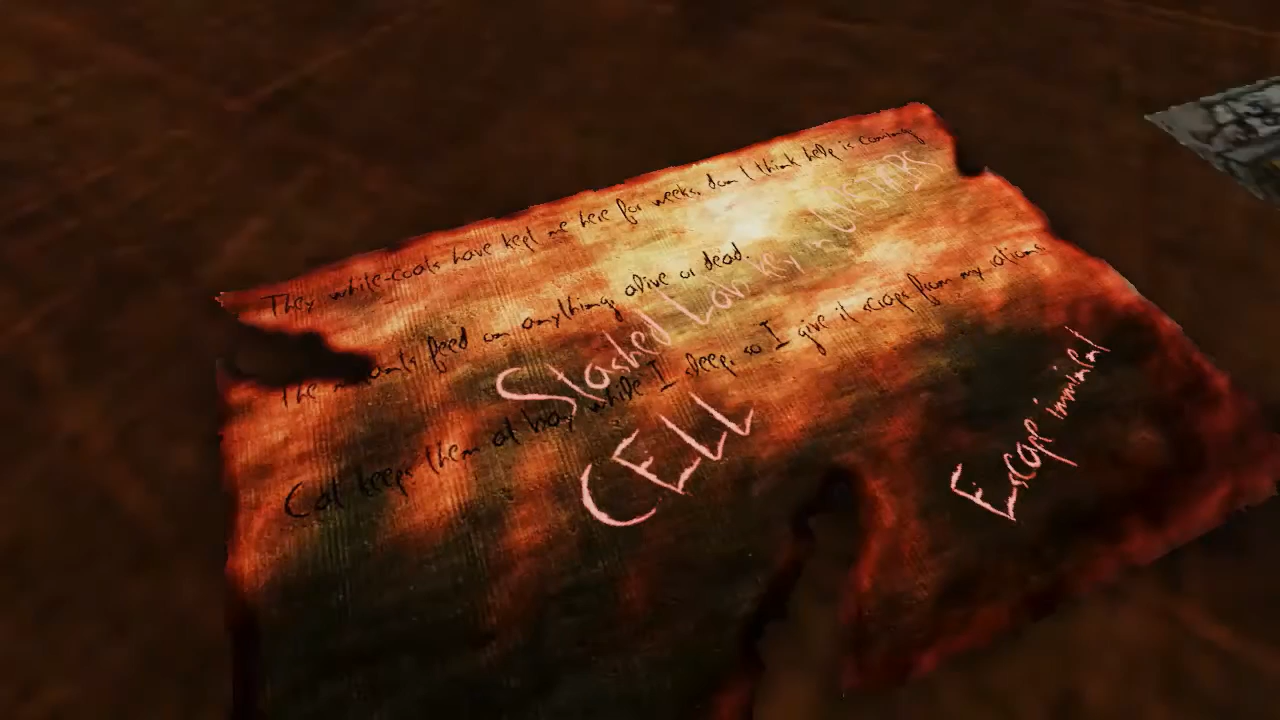 They white-coats have kept me here for weeks, don't think help is coming
The rodents feed on anything, alive or dead.
Cat keeps them at bay while I sleep, so I give it scraps from my rations
Stashed Lab key in UPSTAIRS
CELL
Escape imminent